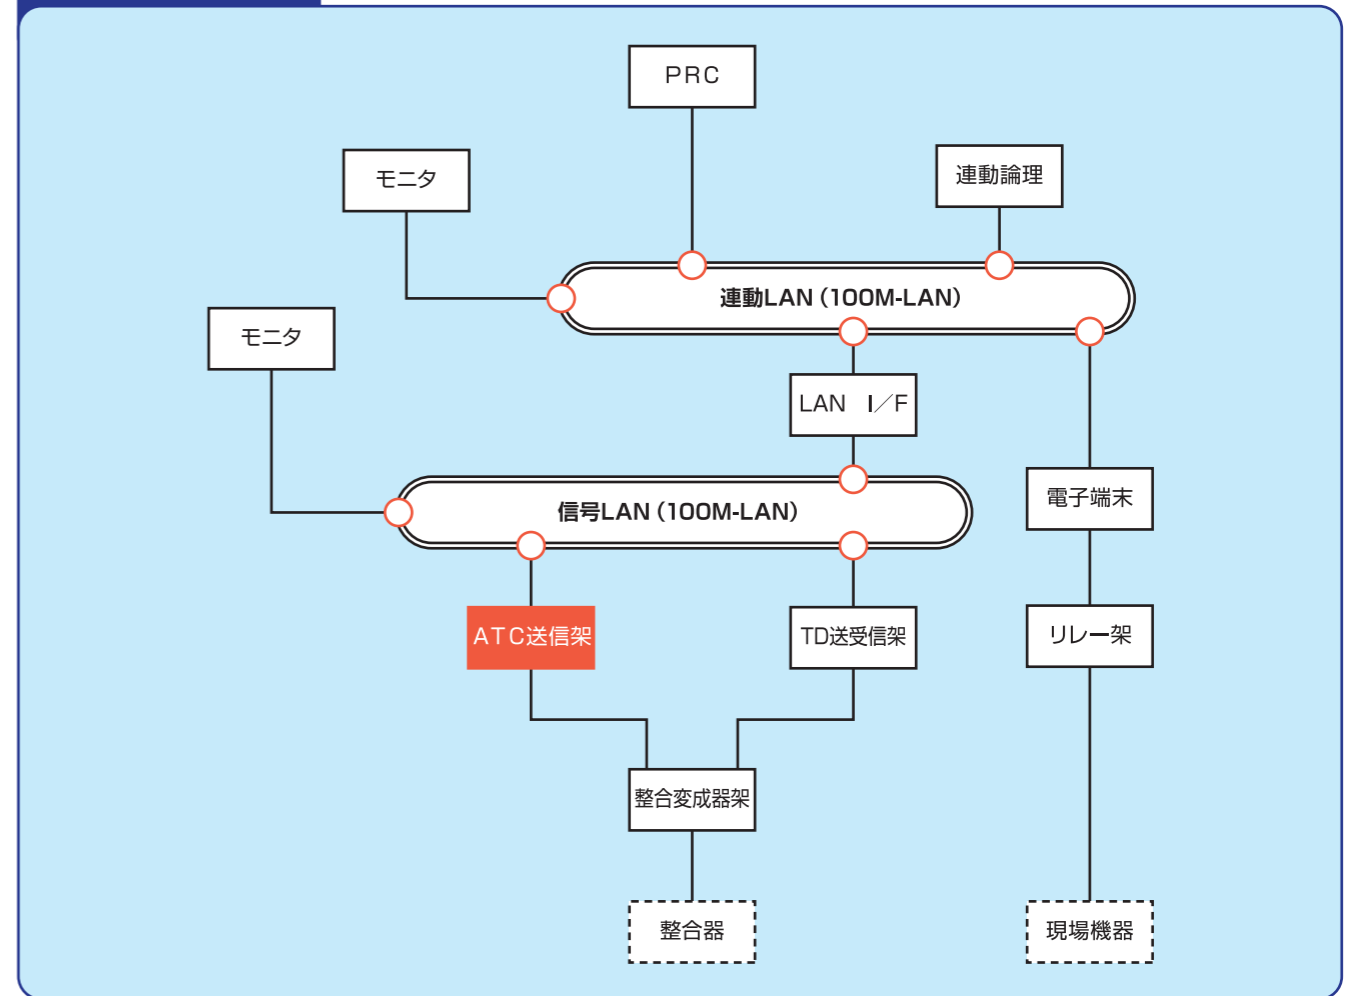 PRC
連動論理
モニタ
連動LAN（100M-LAN）
モニタ
LAN I／F
電子端末
信号LAN（100M-LAN）
ATC送信架
TD送受信架
リレー架
整合変成器架
整合器
現場機器